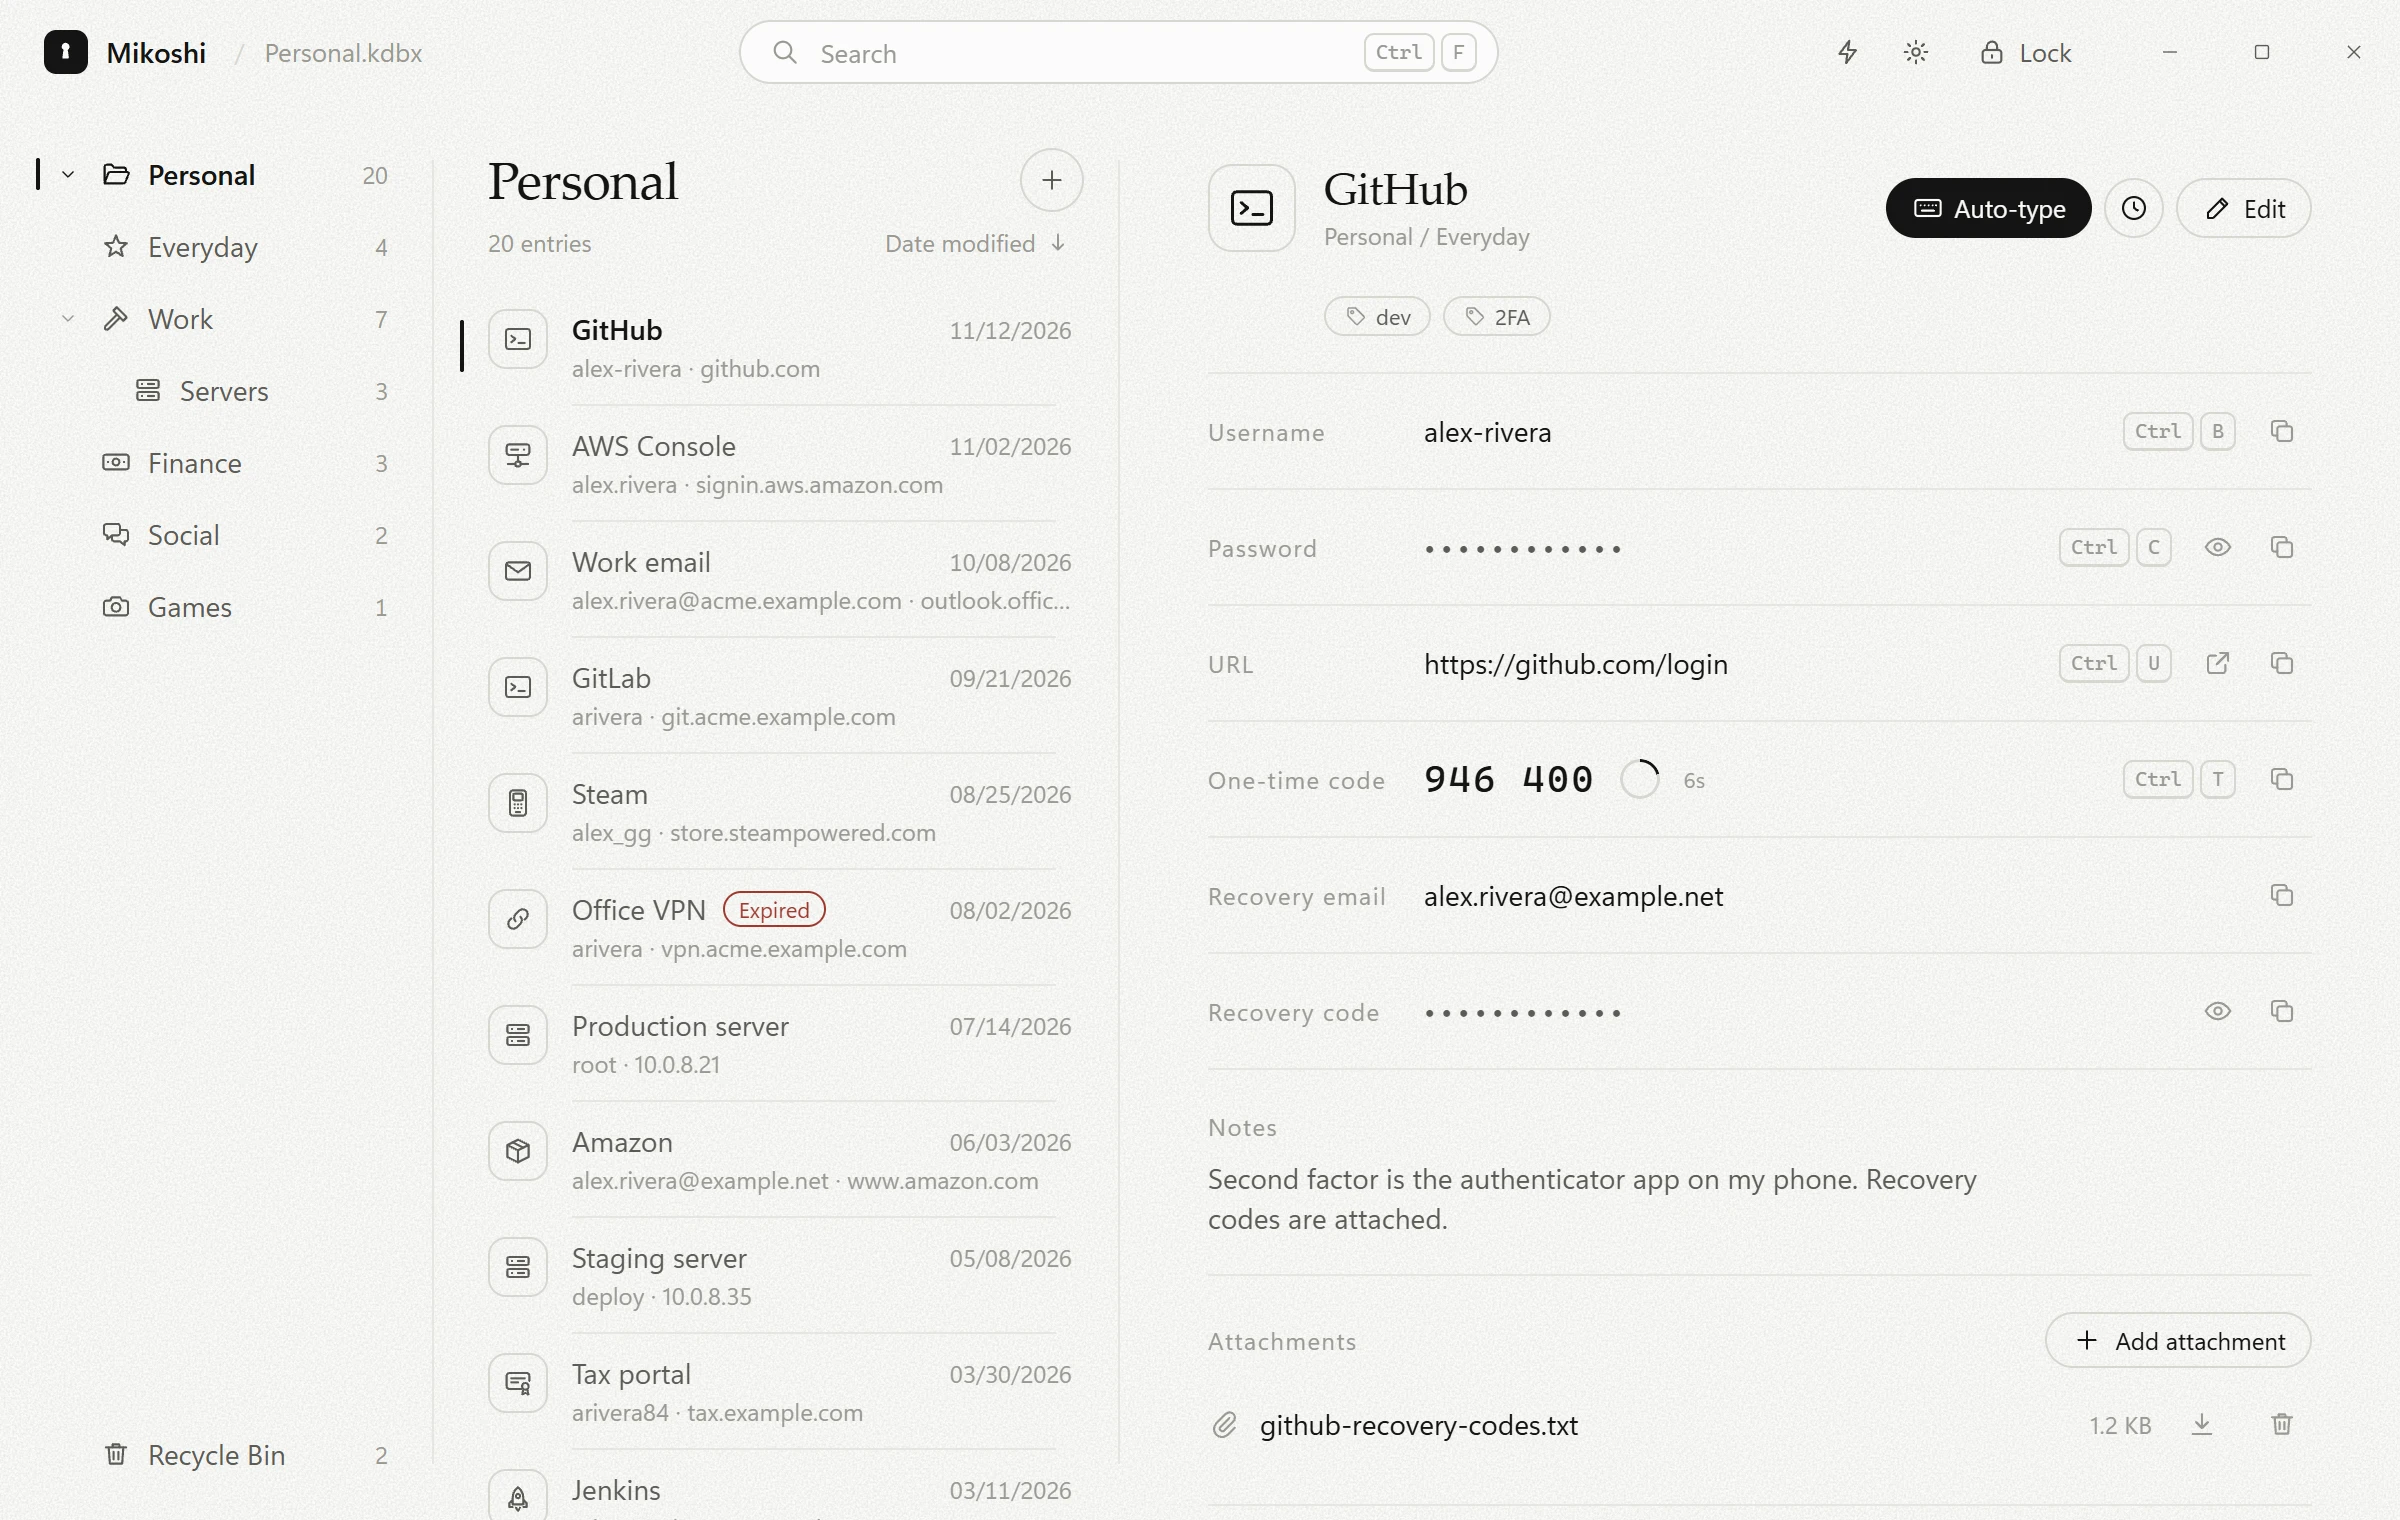 Mikoshi / Personal.kdbx
Search Ctrl F
Lock
Personal 20
Everyday 4
Work 7
Servers 3
Finance 3
Social 2
Games 1
Recycle Bin 2
Personal
20 entries Date modified
GitHub 11/12/2026
alex-rivera · github.com
AWS Console 11/02/2026
alex.rivera · signin.aws.amazon.com
Work email 10/08/2026
alex.rivera@acme.example.com · outlook.offic...
GitLab 09/21/2026
arivera · git.acme.example.com
Steam 08/25/2026
alex_gg · store.steampowered.com
Office VPN Expired 08/02/2026
arivera · vpn.acme.example.com
Production server 07/14/2026
root · 10.0.8.21
Amazon 06/03/2026
alex.rivera@example.net · www.amazon.com
Staging server 05/08/2026
deploy · 10.0.8.35
Tax portal 03/30/2026
arivera84 · tax.example.com
Jenkins 03/11/2026
GitHub
Personal / Everyday
Auto-type
Edit
dev 2FA
Username alex-rivera Ctrl B
Password •••••••••••• Ctrl C
URL https://github.com/login Ctrl U
One-time code 946 400 6s Ctrl T
Recovery email alex.rivera@example.net
Recovery code ••••••••••••
Notes
Second factor is the authenticator app on my phone. Recovery
codes are attached.
Attachments Add attachment
github-recovery-codes.txt 1.2 KB